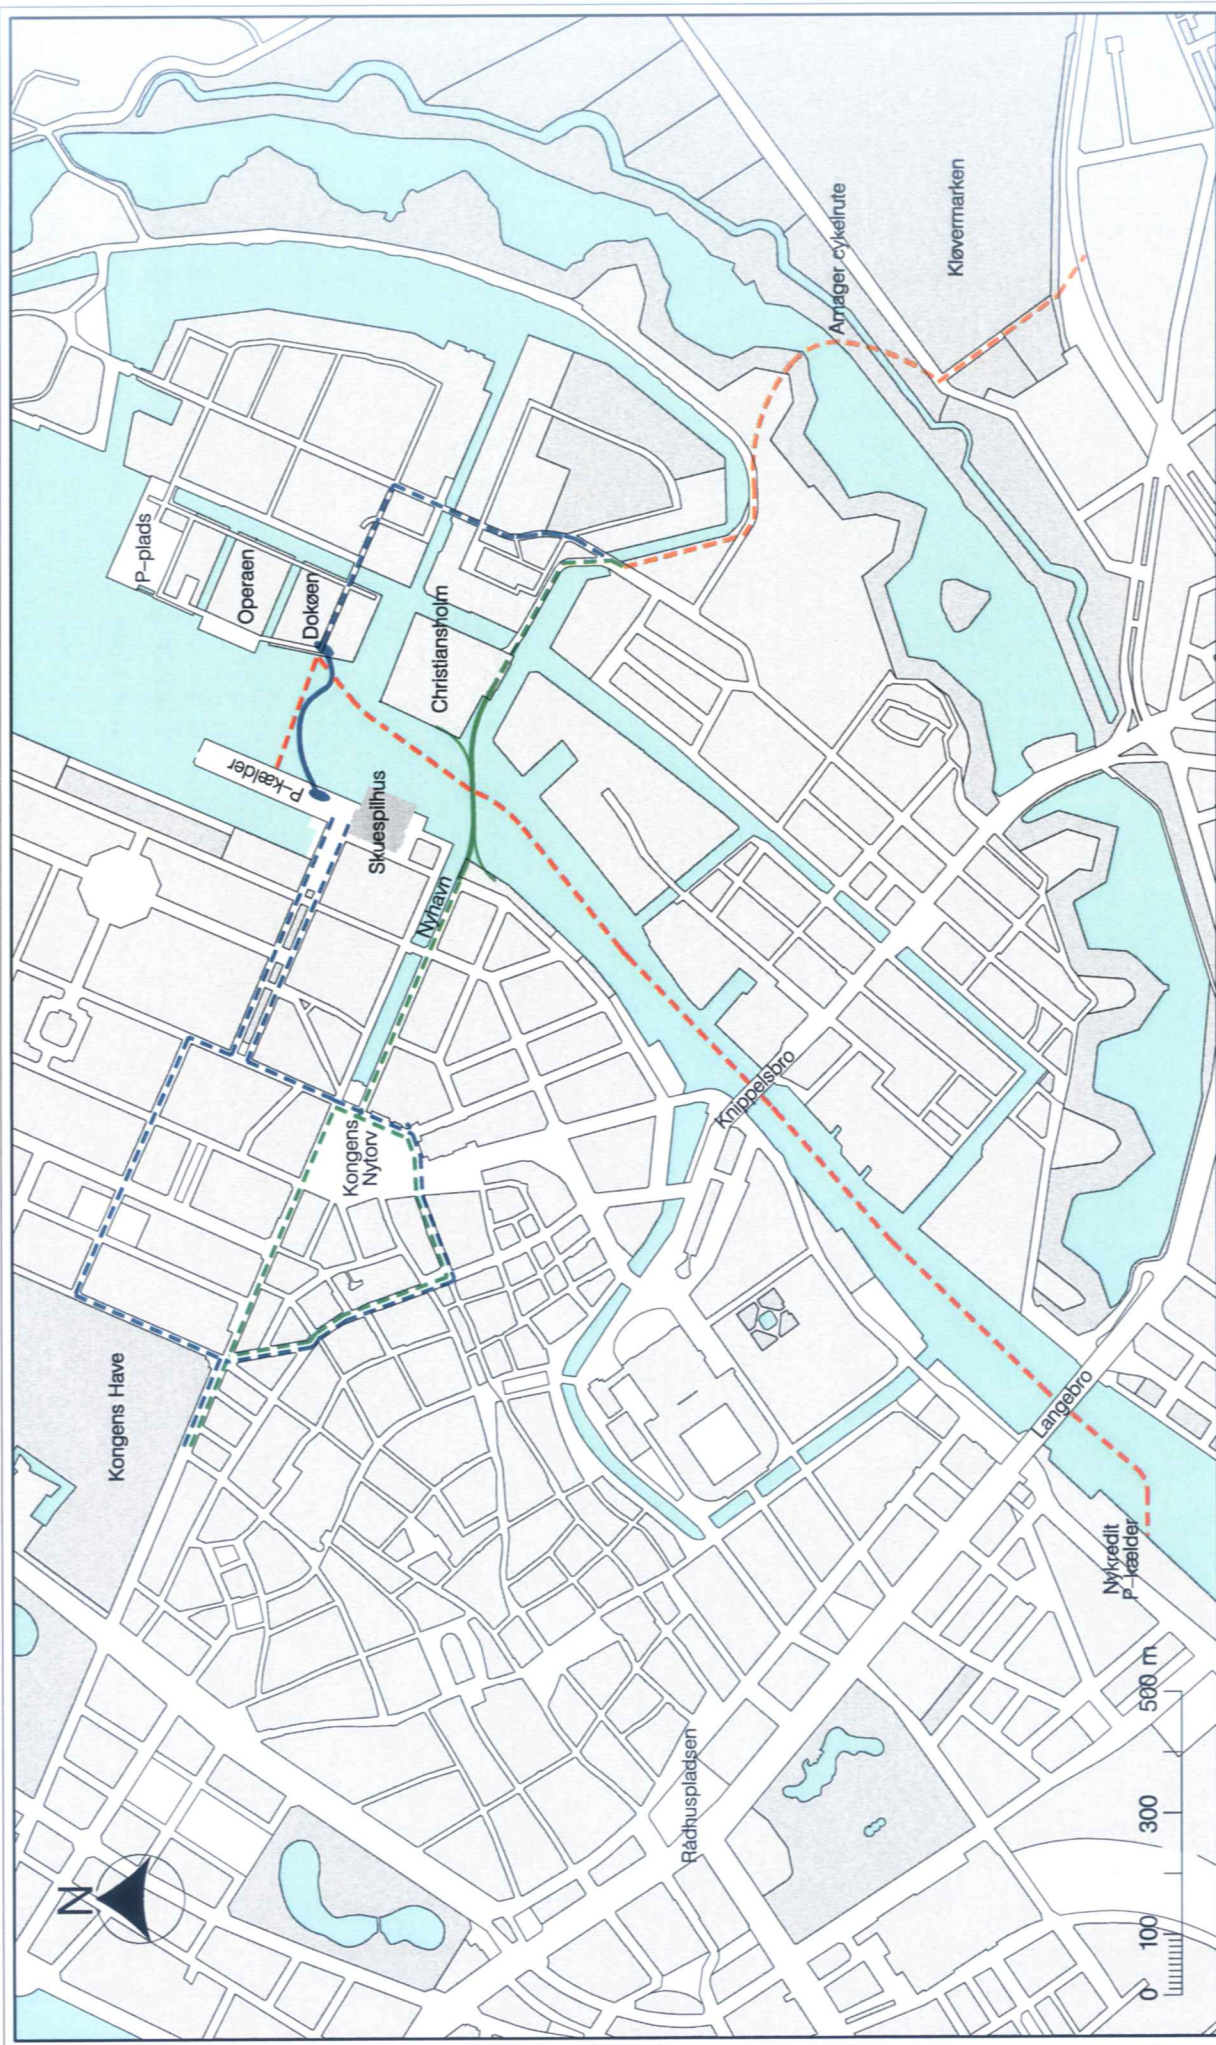 N
Kongens Have
P-plads
Operaen
P-kælder
Dokøen
Kongens
Nytorv
Skuespilhus
Nyhavn
Christiansholm
Rådhuspladsen
Knippelsbro
Amager cykelrute
Kløvermarken
Langebro
Nykredit
P-kælder
0 100 300 500 m